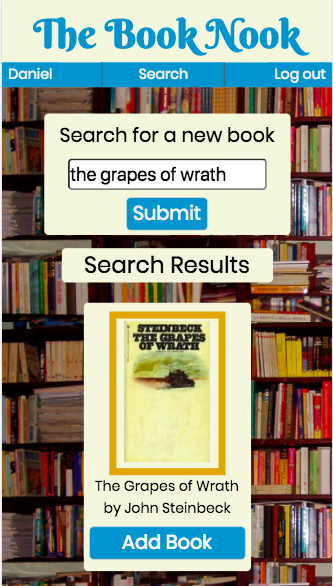 The Book Nook
Daniel Search Log out
Search for a new book
the grapes of wrath
Submit
Search Results
STEINBECK
THE GRAPES
OF WRATH
The Grapes of Wrath
by John Steinbeck
Add Book